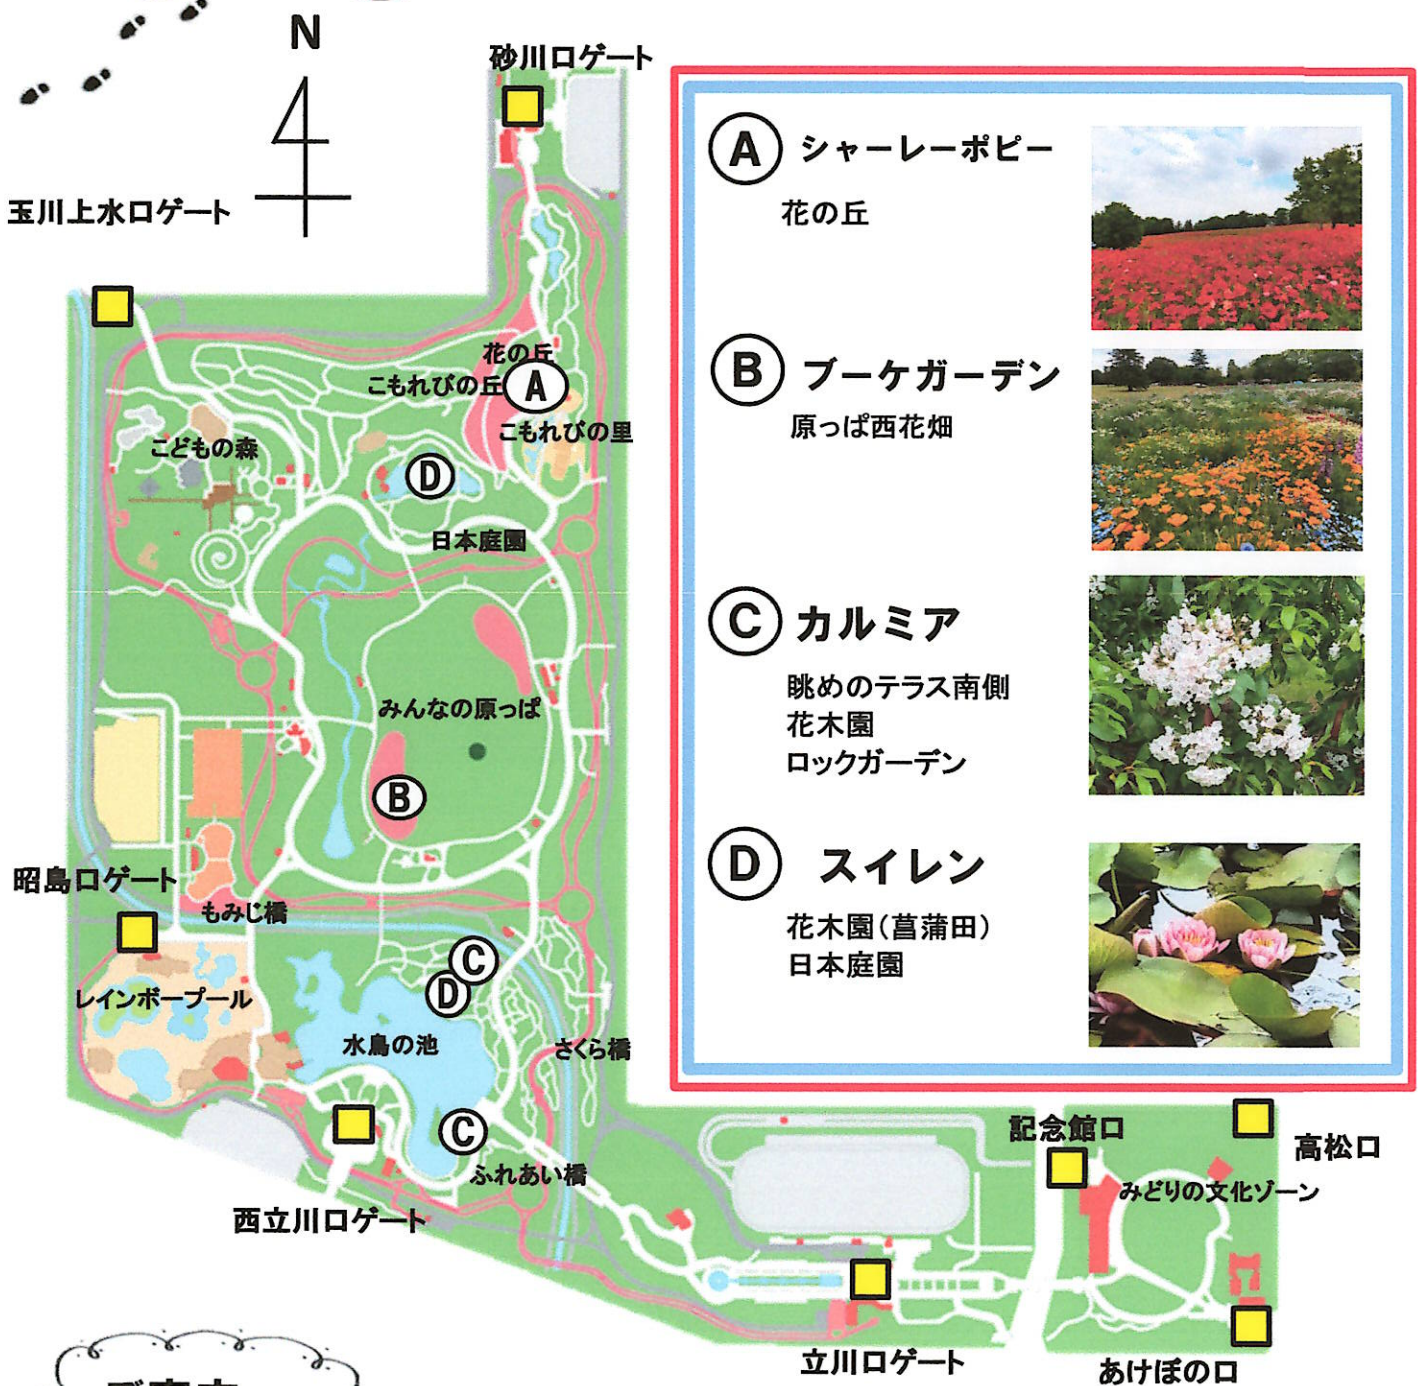 N
砂川口ゲート
玉川上水口ゲート
花の丘
こもれびの丘
A
こもれびの里
こどもの森
D
日本庭園
みんなの原っぱ
B
昭島口ゲート
もみじ橋
C
D
レインボープール
水鳥の池
さくら橋
C
ふれあい橋
西立川口ゲート
記念館口
高松口
みどりの文化ゾーン
立川口ゲート
あけぼの口
A シャーレーポピー
花の丘
B ブーケガーデン
原っぱ西花畑
C カルミア
眺めのテラス南側
花木園
ロックガーデン
D スイレン
花木園(菖蒲田)
日本庭園